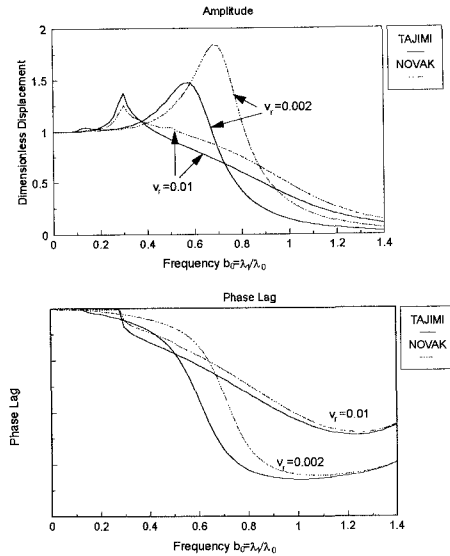 Amplitude
TAJIMI
NOVAK
2
1.5
1
0.5
0
Dimensionless Displacement
vᵣ=0.002
vᵣ=0.01
0 0.2 0.4 0.6 0.8 1 1.2 1.4
Frequency b₀=λ₁/λ₀
Phase Lag
TAJIMI
NOVAK
Phase Lag
vᵣ=0.01
vᵣ=0.002
0 0.2 0.4 0.6 0.8 1 1.2 1.4
Frequency b₀=λ₁/λ₀